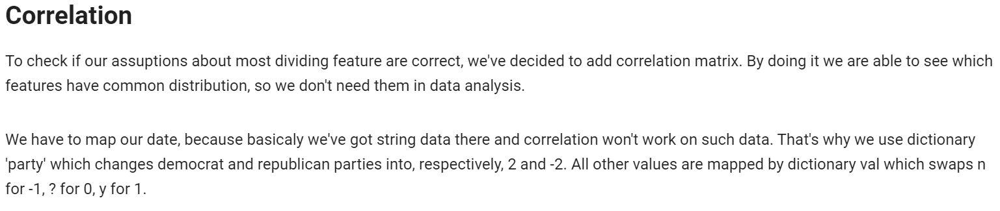 Correlation
To check if our assuptions about most dividing feature are correct, we've decided to add correlation matrix. By doing it we are able to see which
features have common distribution, so we don't need them in data analysis.
We have to map our date, because basicaly we've got string data there and correlation won't work on such data. That's why we use dictionary
'party' which changes democrat and republican parties into, respectively, 2 and -2. All other values are mapped by dictionary val which swaps n
for -1, ? for 0, y for 1.